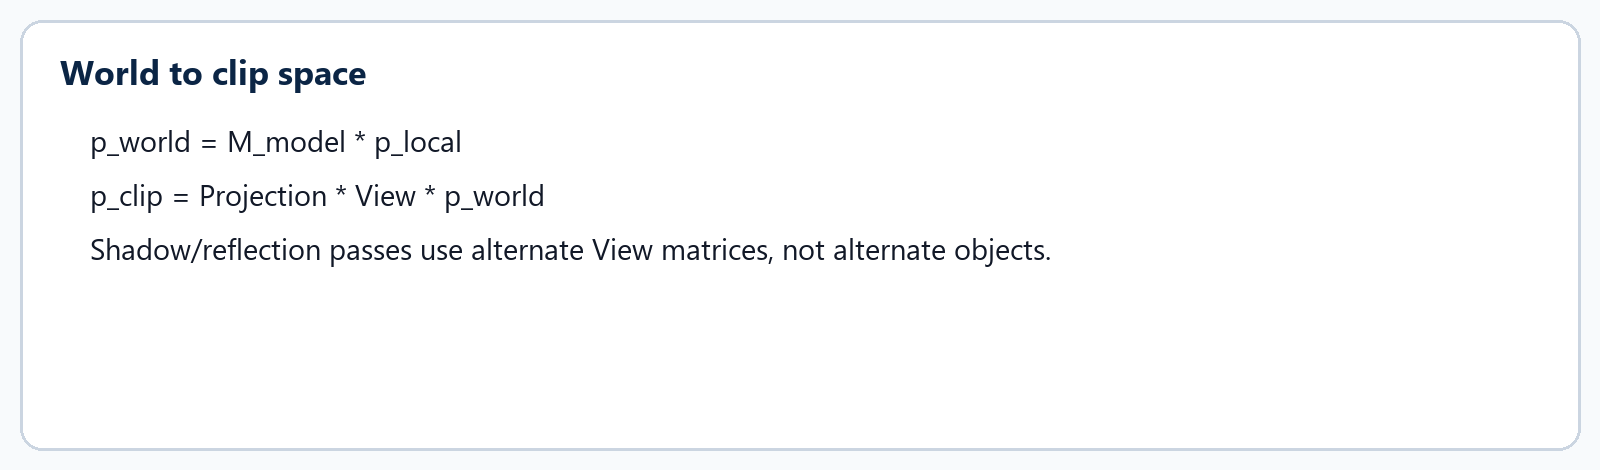 World to clip space
p_world = M_model * p_local
p_clip = Projection * View * p_world
Shadow/reflection passes use alternate View matrices, not alternate objects.